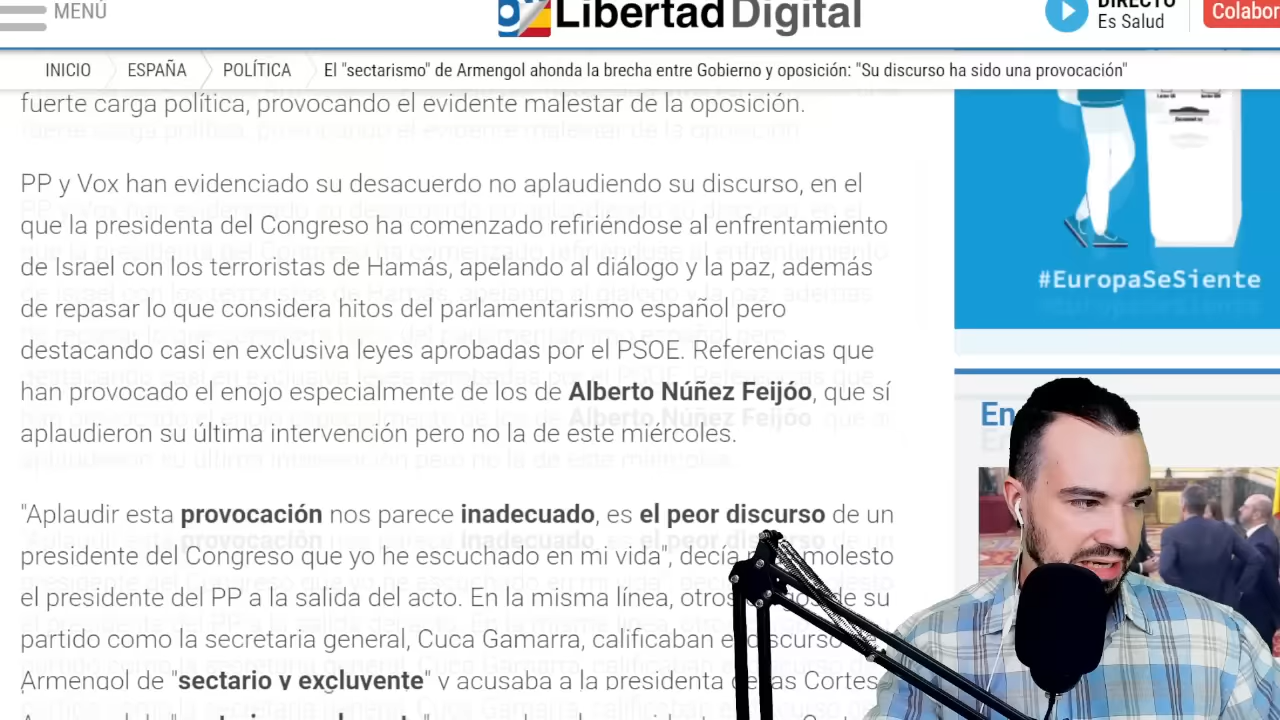 MENÚ
Libertad Digital
DIRECTO
Es Salud
Colabor
INICIO ESPAÑA POLÍTICA El "sectarismo" de Armengol ahonda la brecha entre Gobierno y oposición: "Su discurso ha sido una provocación"
fuerte carga política, provocando el evidente malestar de la oposición.
PP y Vox han evidenciado su desacuerdo no aplaudiendo su discurso, en el
que la presidenta del Congreso ha comenzado refiriéndose al enfrentamiento
de Israel con los terroristas de Hamás, apelando al diálogo y la paz, además
de repasar lo que considera hitos del parlamentarismo español pero
destacando casi en exclusiva leyes aprobadas por el PSOE. Referencias que
han provocado el enojo especialmente de los de Alberto Núñez Feijóo, que sí
aplaudieron su última intervención pero no la de este miércoles.
"Aplaudir esta provocación nos parece inadecuado, es el peor discurso de un
presidente del Congreso que yo he escuchado en mi vida", decía molesto
el presidente del PP a la salida del acto. En la misma línea, otros de su
partido como la secretaria general, Cuca Gamarra, calificaban discurso
Armengol de "sectario y excluyente" y acusaba a la presidenta de las Cortes
#EuropaSeSiente
En